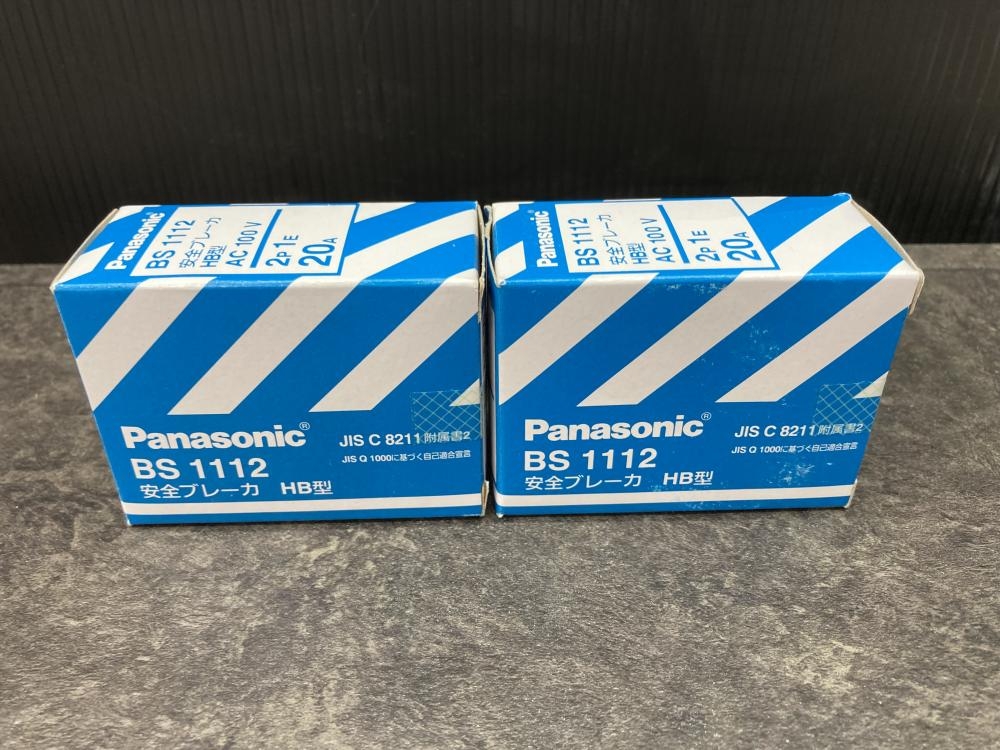 Panasonic
BS 1112
安全ブレーカ
HB型
AC 100 V
2P 1E
20A
Panasonic®
JIS C 8211 附属書2
JIS Q 1000に基づく自己適合宣言
BS 1112
安全ブレーカ HB型
Panasonic
BS 1112
安全ブレーカ
HB型
AC 100 V
2P 1E
20A
Panasonic®
JIS C 8211 附属書2
JIS Q 1000に基づく自己適合宣言
BS 1112
安全ブレーカ HB型